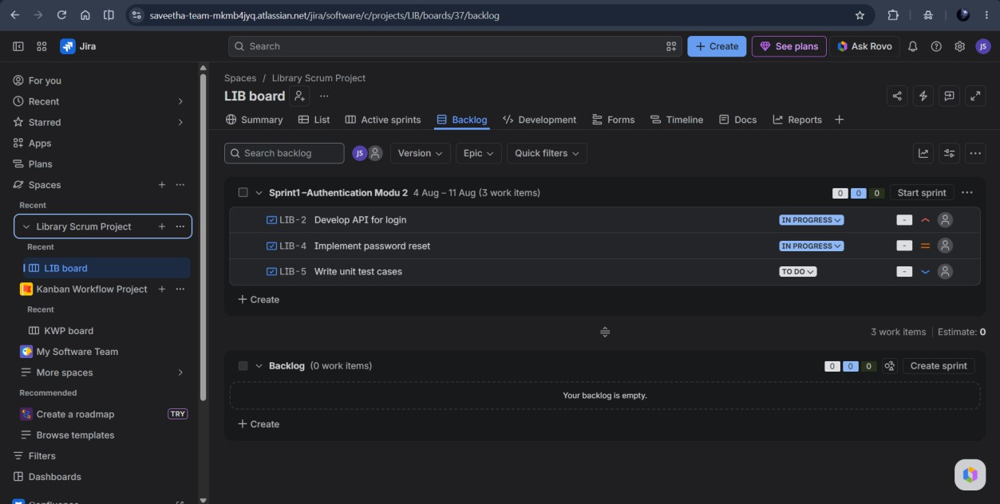 saveetha-team-mkmb4jyq.atlassian.net/jira/software/c/projects/LIB/boards/37/backlog
Jira
Search
+ Create
See plans
Ask Rovo
JS
For you
Recent
Starred
Apps
Plans
Spaces
Recent
Library Scrum Project
Recent
LIB board
Kanban Workflow Project
Recent
KWP board
My Software Team
More spaces
Recommended
Create a roadmap TRY
Browse templates
Filters
Dashboards
Spaces / Library Scrum Project
LIB board
Summary List Active sprints Backlog Development Forms Timeline Docs Reports
Search backlog JS Version Epic Quick filters
Sprint1 –Authentication Modu 2 4 Aug – 11 Aug (3 work items) 0 0 0 Start sprint
LIB-2 Develop API for login IN PROGRESS -
LIB-4 Implement password reset IN PROGRESS -
LIB-5 Write unit test cases TO DO -
+ Create
3 work items Estimate: 0
Backlog (0 work items) 0 0 0 Create sprint
Your backlog is empty.
+ Create